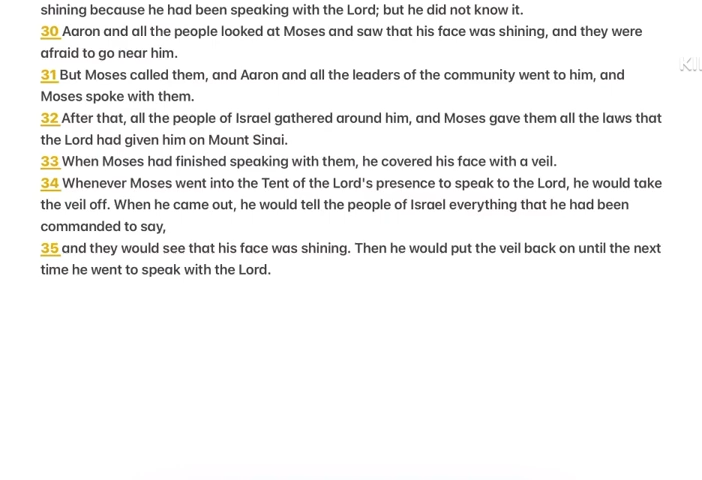 shining because he had been speaking with the Lord; but he did not know it.
30 Aaron and all the people looked at Moses and saw that his face was shining, and they were
afraid to go near him.
31 But Moses called them, and Aaron and all the leaders of the community went to him, and
Moses spoke with them.
32 After that, all the people of Israel gathered around him, and Moses gave them all the laws that
the Lord had given him on Mount Sinai.
33 When Moses had finished speaking with them, he covered his face with a veil.
34 Whenever Moses went into the Tent of the Lord's presence to speak to the Lord, he would take
the veil off. When he came out, he would tell the people of Israel everything that he had been
commanded to say,
35 and they would see that his face was shining. Then he would put the veil back on until the next
time he went to speak with the Lord.